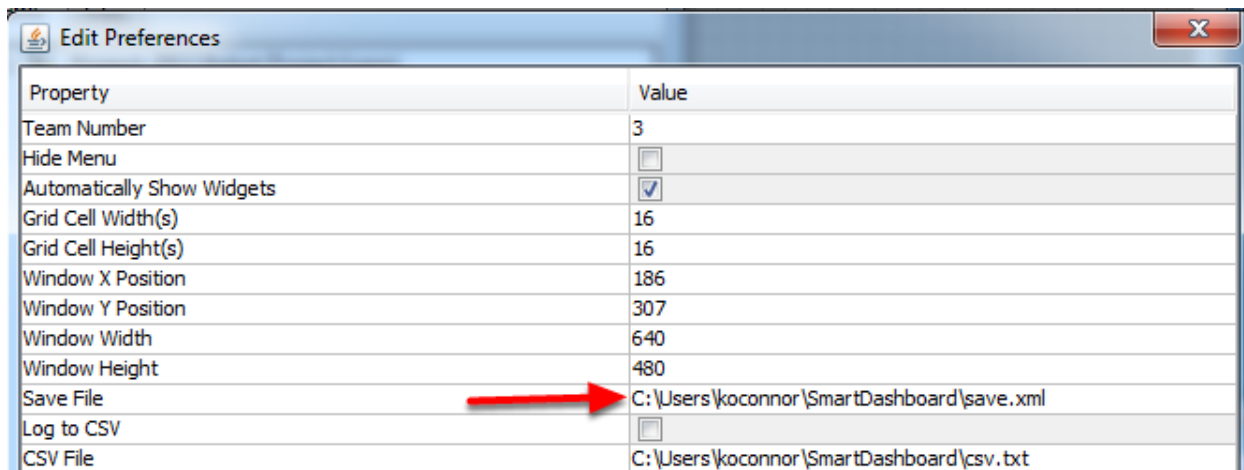 Edit Preferences
Property Value
Team Number 3
Hide Menu
Automatically Show Widgets
Grid Cell Width(s) 16
Grid Cell Height(s) 16
Window X Position 186
Window Y Position 307
Window Width 640
Window Height 480
Save File C:\Users\koconnor\SmartDashboard\save.xml
Log to CSV
CSV File C:\Users\koconnor\SmartDashboard\csv.txt